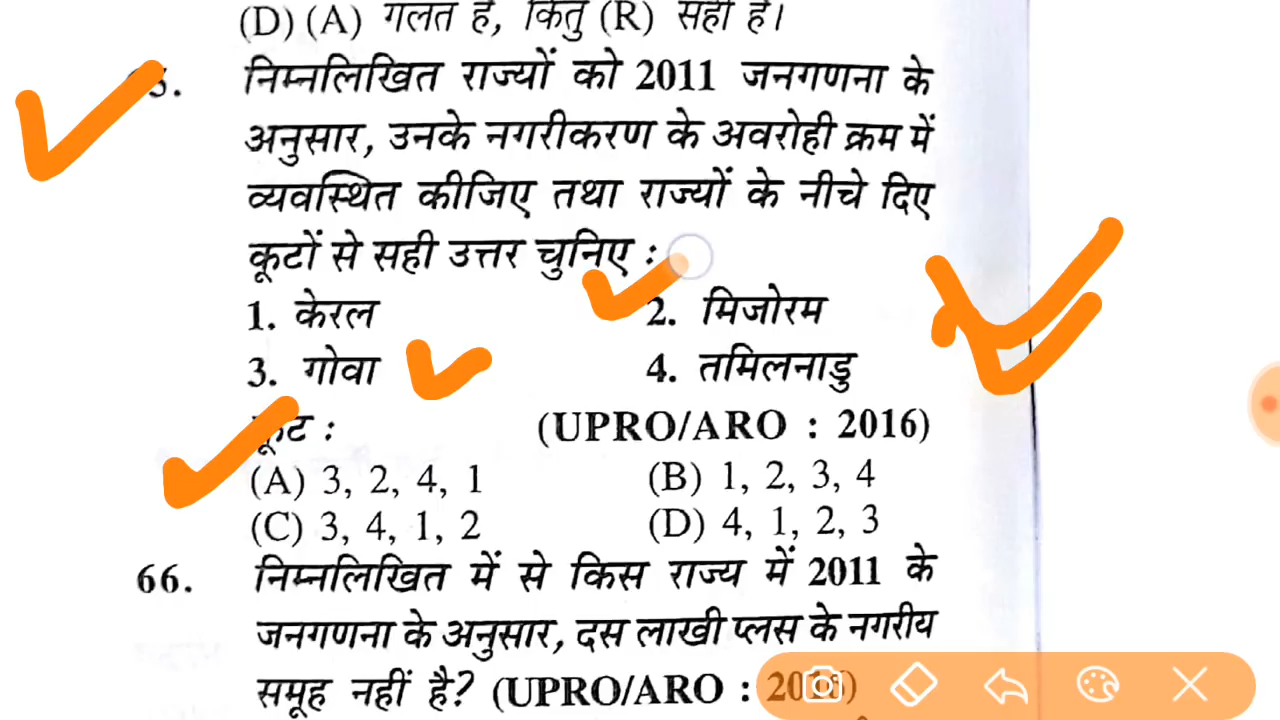 (D) (A) गलत है, किंतु (R) सही है।
5. निम्नलिखित राज्यों को 2011 जनगणना के
अनुसार, उनके नगरीकरण के अवरोही क्रम में
व्यवस्थित कीजिए तथा राज्यों के नीचे दिए
कूटों से सही उत्तर चुनिए :
1. केरल 2. मिजोरम
3. गोवा 4. तमिलनाडु
कूट : (UPRO/ARO : 2016)
(A) 3, 2, 4, 1 (B) 1, 2, 3, 4
(C) 3, 4, 1, 2 (D) 4, 1, 2, 3
66. निम्नलिखित में से किस राज्य में 2011 के
जनगणना के अनुसार, दस लाखी प्लस के नगरीय
समूह नहीं है? (UPRO/ARO :